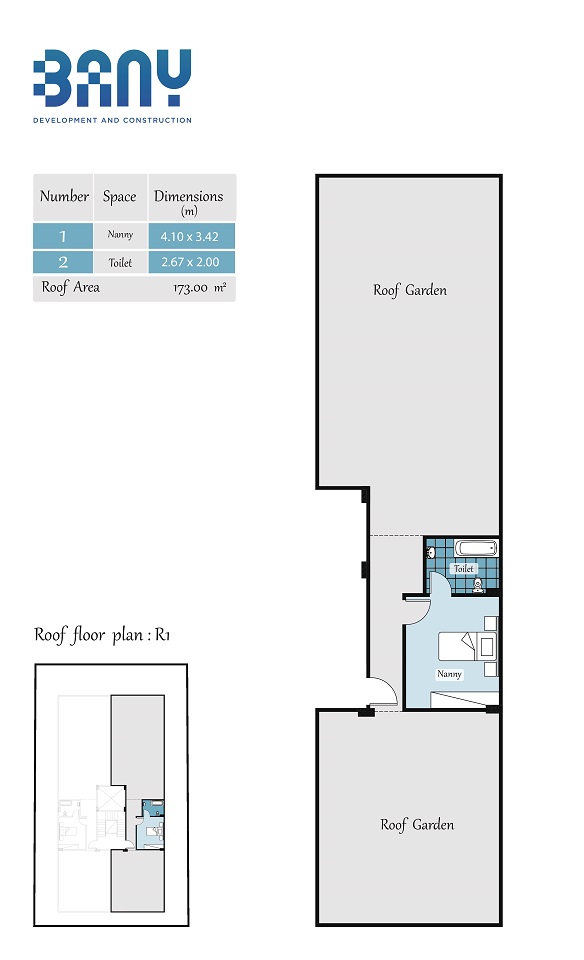 BANY
DEVELOPMENT AND CONSTRUCTION
Number Space Dimensions
(m)
1 Nanny 4.10 x 3.42
2 Toilet 2.67 x 2.00
Roof Area 173.00 m²
Roof Garden
Toilet
Nanny
Roof Garden
Roof floor plan : R1